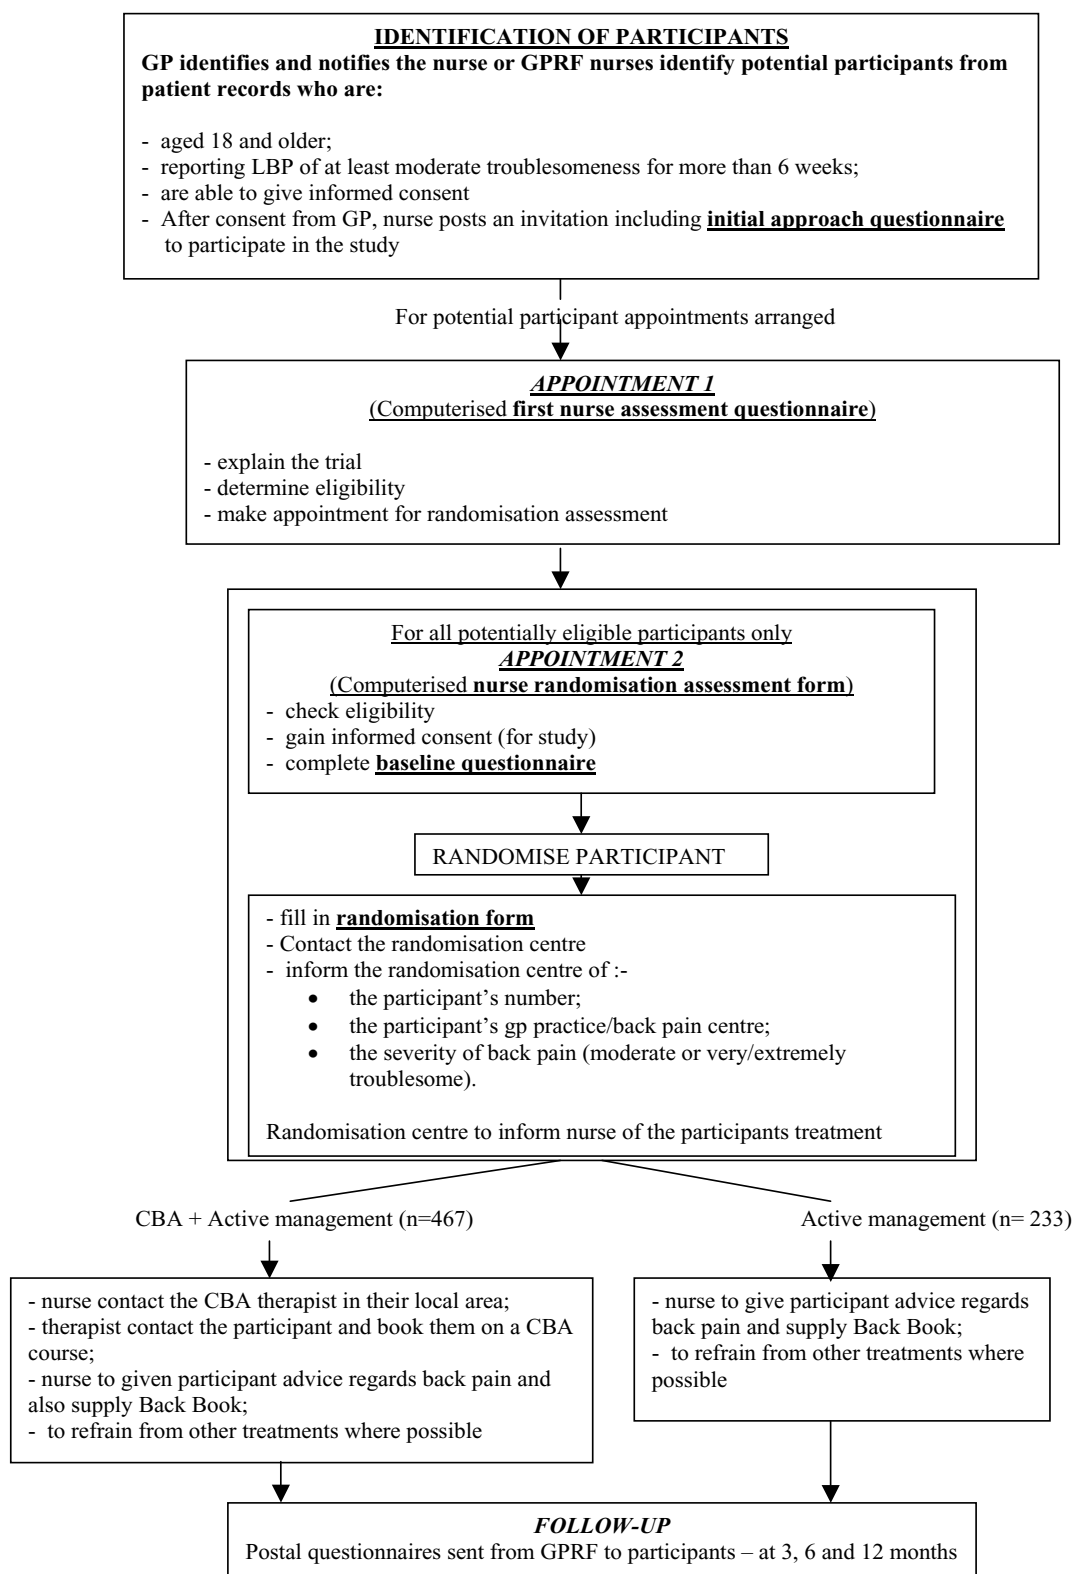 IDENTIFICATION OF PARTICIPANTS
GP identifies and notifies the nurse or GPRF nurses identify potential participants from
patient records who are:
- aged 18 and older;
- reporting LBP of at least moderate troublesomeness for more than 6 weeks;
- are able to give informed consent
- After consent from GP, nurse posts an invitation including initial approach questionnaire
to participate in the study
For potential participant appointments arranged
APPOINTMENT 1
(Computerised first nurse assessment questionnaire)
- explain the trial
- determine eligibility
- make appointment for randomisation assessment
For all potentially eligible participants only
APPOINTMENT 2
(Computerised nurse randomisation assessment form)
- check eligibility
- gain informed consent (for study)
- complete baseline questionnaire
RANDOMISE PARTICIPANT
- fill in randomisation form
- Contact the randomisation centre
- inform the randomisation centre of :-
• the participant's number;
• the participant's gp practice/back pain centre;
• the severity of back pain (moderate or very/extremely
troublesome).
Randomisation centre to inform nurse of the participants treatment
CBA + Active management (n=467)
- nurse contact the CBA therapist in their local area;
- therapist contact the participant and book them on a CBA
course;
- nurse to given participant advice regards back pain and
also supply Back Book;
- to refrain from other treatments where possible
Active management (n= 233)
- nurse to give participant advice regards
back pain and supply Back Book;
- to refrain from other treatments where
possible
FOLLOW-UP
Postal questionnaires sent from GPRF to participants – at 3, 6 and 12 months